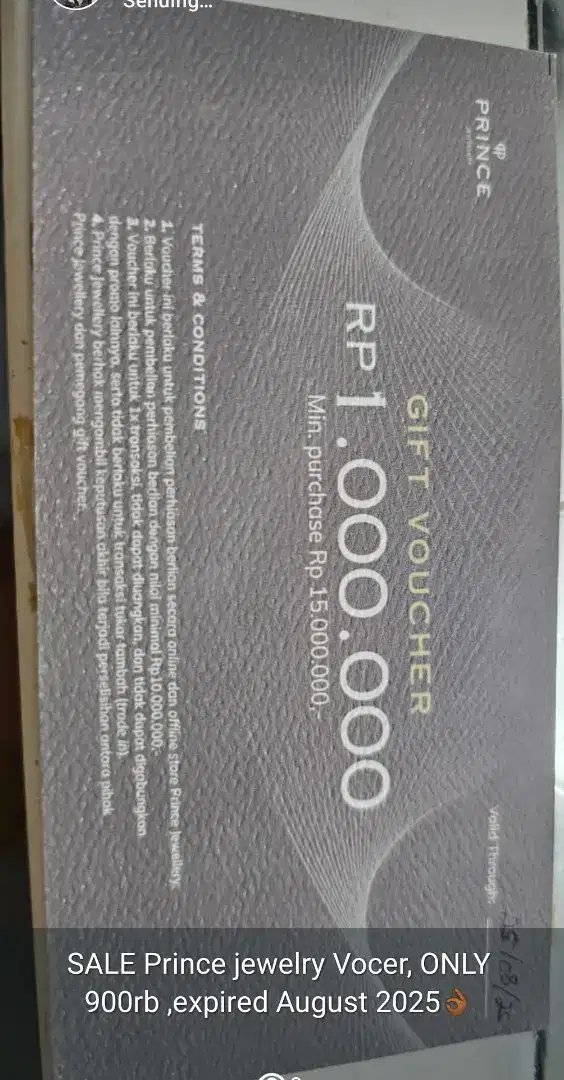 Sending...
PRINCE
JEWELLERY
Valid Through:
GIFT VOUCHER
RP 1.000.000
Min. purchase Rp 15.000.000,-
TERMS & CONDITIONS
1. Voucher ini berlaku untuk pembelian perhiasan berlian secara online dan offline store Prince Jewellery.
2. Berlaku untuk pembelian perhiasan berlian dengan nilai minimal Rp10,000,000,-
3. Voucher ini berlaku untuk 1x transaksi, tidak dapat diuangkan, dan tidak dapat digabungkan
dengan promo lainnya, serta tidak berlaku untuk transaksi tukar tambah (trade in).
4. Prince Jewellery berhak mengambil keputusan akhir bila terjadi perselisihan antara pihak
Prince Jewellery dan pemegang gift voucher.
SALE Prince jewelry Vocer, ONLY
900rb ,expired August 2025